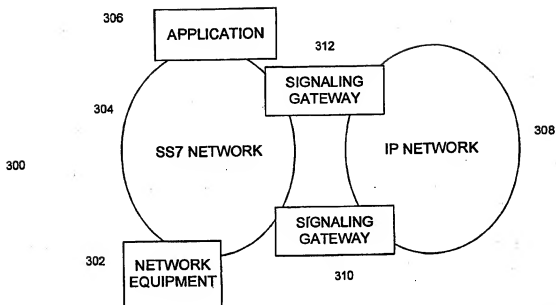 306
APPLICATION
312
SIGNALING
GATEWAY
304
308
SS7 NETWORK
IP NETWORK
300
SIGNALING
GATEWAY
302
NETWORK
EQUIPMENT
310